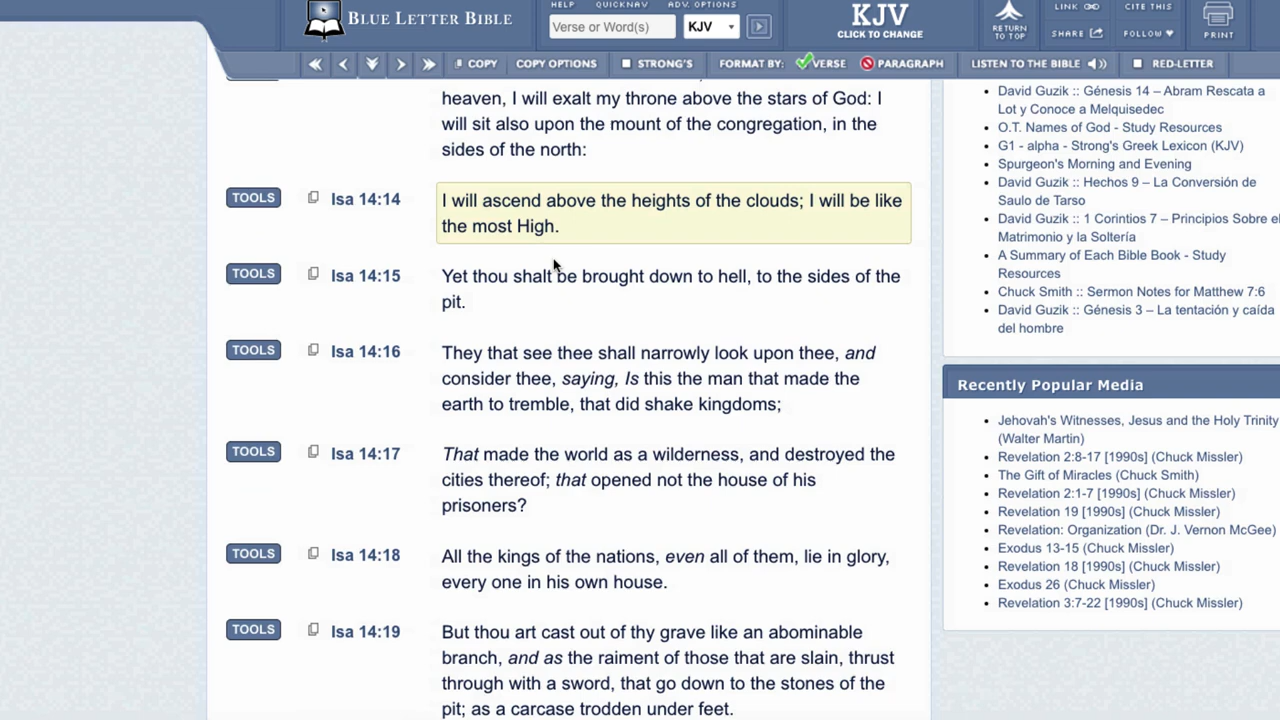 HELP QUICKNAV ADV. OPTIONS
BLUE LETTER BIBLE
Verse or Word(s)
KJV
KJV
CLICK TO CHANGE
RETURN
TO TOP
LINK
CITE THIS
SHARE
FOLLOW
PRINT
COPY
COPY OPTIONS
STRONG'S
FORMAT BY:
VERSE
PARAGRAPH
LISTEN TO THE BIBLE
RED-LETTER
heaven, I will exalt my throne above the stars of God: I
will sit also upon the mount of the congregation, in the
sides of the north:
TOOLS
Isa 14:14
I will ascend above the heights of the clouds; I will be like
the most High.
TOOLS
Isa 14:15
Yet thou shalt be brought down to hell, to the sides of the
pit.
TOOLS
Isa 14:16
They that see thee shall narrowly look upon thee, and
consider thee, saying, Is this the man that made the
earth to tremble, that did shake kingdoms;
TOOLS
Isa 14:17
That made the world as a wilderness, and destroyed the
cities thereof; that opened not the house of his
prisoners?
TOOLS
Isa 14:18
All the kings of the nations, even all of them, lie in glory,
every one in his own house.
TOOLS
Isa 14:19
But thou art cast out of thy grave like an abominable
branch, and as the raiment of those that are slain, thrust
through with a sword, that go down to the stones of the
pit; as a carcase trodden under feet.
David Guzik :: Génesis 14 – Abram Rescata a
Lot y Conoce a Melquisedec
O.T. Names of God - Study Resources
G1 - alpha - Strong's Greek Lexicon (KJV)
Spurgeon's Morning and Evening
David Guzik :: Hechos 9 – La Conversión de
Saulo de Tarso
David Guzik :: 1 Corintios 7 – Principios Sobre el
Matrimonio y la Soltería
A Summary of Each Bible Book - Study
Resources
Chuck Smith :: Sermon Notes for Matthew 7:6
David Guzik :: Génesis 3 – La tentación y caída
del hombre
Recently Popular Media
Jehovah's Witnesses, Jesus and the Holy Trinity
(Walter Martin)
Revelation 2:8-17 [1990s] (Chuck Missler)
The Gift of Miracles (Chuck Smith)
Revelation 2:1-7 [1990s] (Chuck Missler)
Revelation 19 [1990s] (Chuck Missler)
Revelation: Organization (Dr. J. Vernon McGee)
Exodus 13-15 (Chuck Missler)
Revelation 18 [1990s] (Chuck Missler)
Exodus 26 (Chuck Missler)
Revelation 3:7-22 [1990s] (Chuck Missler)